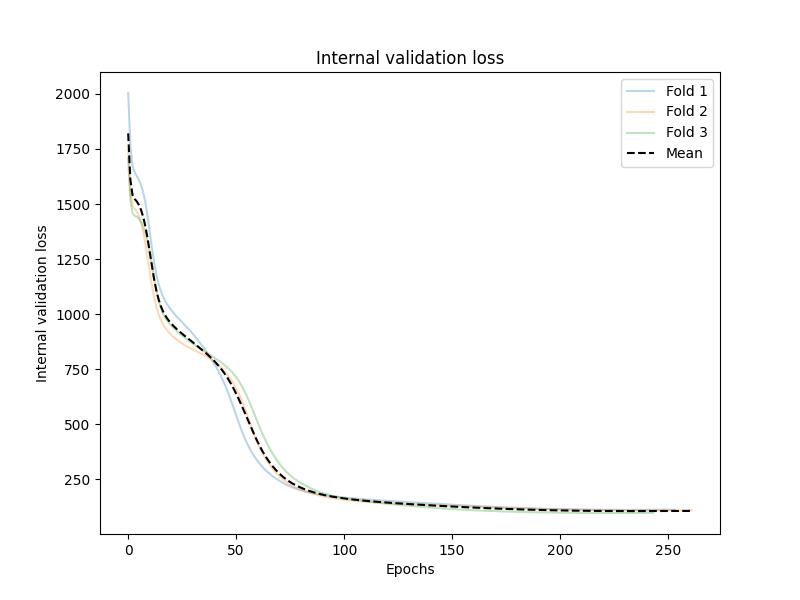 Internal validation loss
Fold 1
Fold 2
Fold 3
Mean
2000
1750
1500
1250
1000
750
500
250
Internal validation loss
0 50 100 150 200 250
Epochs